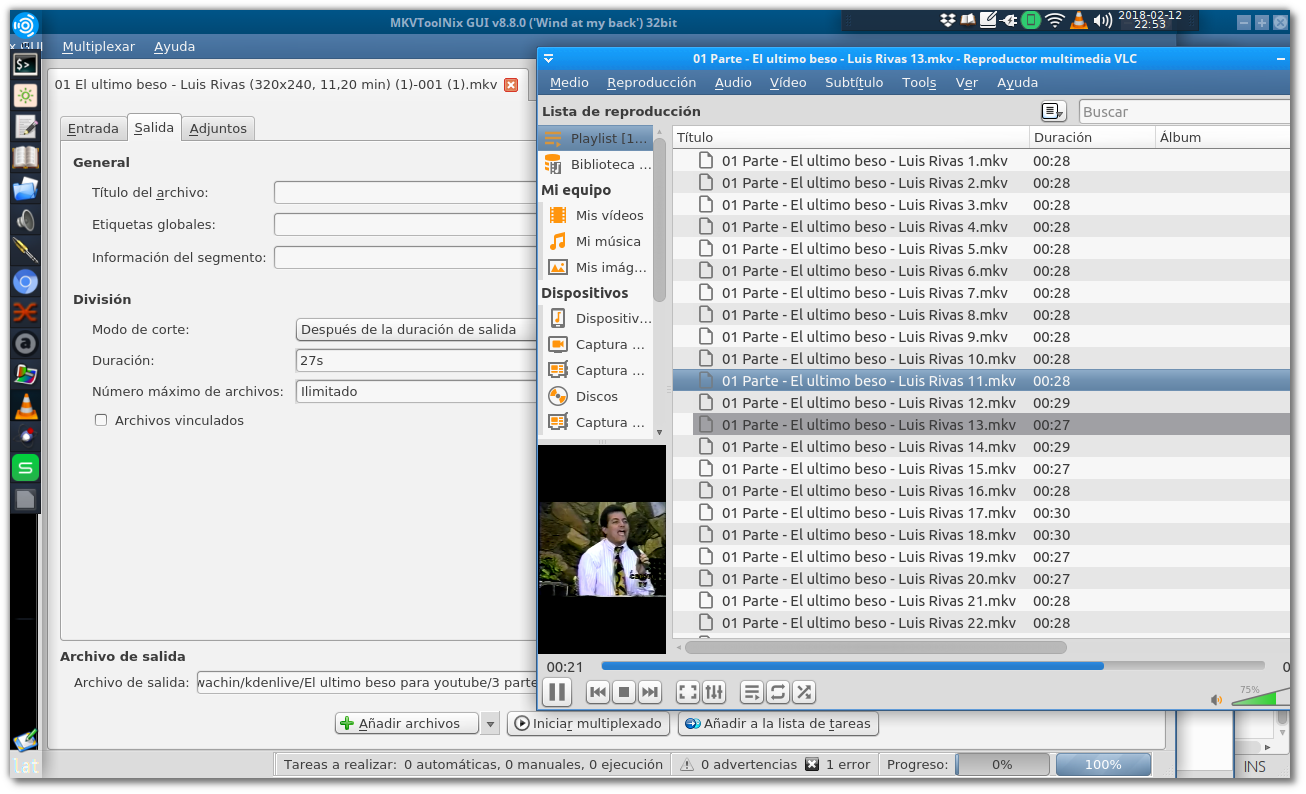 MKVToolNix GUI v8.8.0 ('Wind at my back') 32bit
2018-02-12
22:53
x GUI
Multiplexar Ayuda
01 El ultimo beso - Luis Rivas (320x240, 11,20 min) (1)-001 (1).mkv
Entrada Salida Adjuntos
General
Título del archivo:
Etiquetas globales:
Información del segmento:
División
Modo de corte: Después de la duración de salida
Duración: 27s
Número máximo de archivos: Ilimitado
Archivos vinculados
Archivo de salida
Archivo de salida: wachin/kdenlive/El ultimo beso para youtube/3 parte
Añadir archivos Iniciar multiplexado Añadir a la lista de tareas
Tareas a realizar: 0 automáticas, 0 manuales, 0 ejecución 0 advertencias 1 error Progreso: 0% 100%
INS
lat
01 Parte - El ultimo beso - Luis Rivas 13.mkv - Reproductor multimedia VLC
Medio Reproducción Audio Vídeo Subtítulo Tools Ver Ayuda
Lista de reproducción
Buscar
Playlist [1...
Biblioteca ...
Mi equipo
Mis vídeos
Mi música
Mis imág...
Dispositivos
Dispositiv...
Captura ...
Captura ...
Discos
Captura ...
Título Duración Álbum
01 Parte - El ultimo beso - Luis Rivas 1.mkv 00:28
01 Parte - El ultimo beso - Luis Rivas 2.mkv 00:28
01 Parte - El ultimo beso - Luis Rivas 3.mkv 00:28
01 Parte - El ultimo beso - Luis Rivas 4.mkv 00:28
01 Parte - El ultimo beso - Luis Rivas 5.mkv 00:28
01 Parte - El ultimo beso - Luis Rivas 6.mkv 00:28
01 Parte - El ultimo beso - Luis Rivas 7.mkv 00:28
01 Parte - El ultimo beso - Luis Rivas 8.mkv 00:28
01 Parte - El ultimo beso - Luis Rivas 9.mkv 00:28
01 Parte - El ultimo beso - Luis Rivas 10.mkv 00:28
01 Parte - El ultimo beso - Luis Rivas 11.mkv 00:28
01 Parte - El ultimo beso - Luis Rivas 12.mkv 00:29
01 Parte - El ultimo beso - Luis Rivas 13.mkv 00:27
01 Parte - El ultimo beso - Luis Rivas 14.mkv 00:29
01 Parte - El ultimo beso - Luis Rivas 15.mkv 00:27
01 Parte - El ultimo beso - Luis Rivas 16.mkv 00:28
01 Parte - El ultimo beso - Luis Rivas 17.mkv 00:30
01 Parte - El ultimo beso - Luis Rivas 18.mkv 00:30
01 Parte - El ultimo beso - Luis Rivas 19.mkv 00:27
01 Parte - El ultimo beso - Luis Rivas 20.mkv 00:27
01 Parte - El ultimo beso - Luis Rivas 21.mkv 00:28
01 Parte - El ultimo beso - Luis Rivas 22.mkv 00:28
00:21
75%